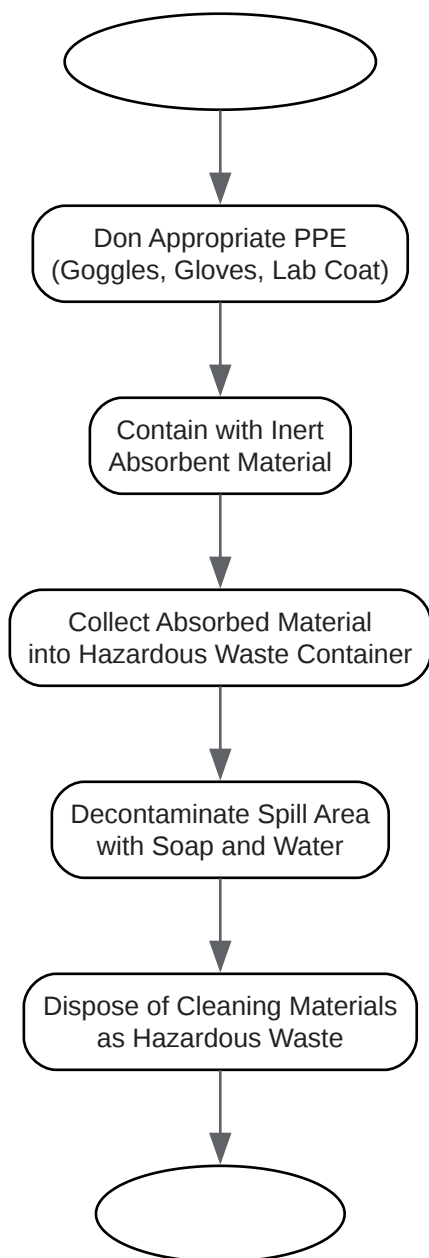 Don Appropriate PPE
(Goggles, Gloves, Lab Coat)
Contain with Inert
Absorbent Material
Collect Absorbed Material
into Hazardous Waste Container
Decontaminate Spill Area
with Soap and Water
Dispose of Cleaning Materials
as Hazardous Waste